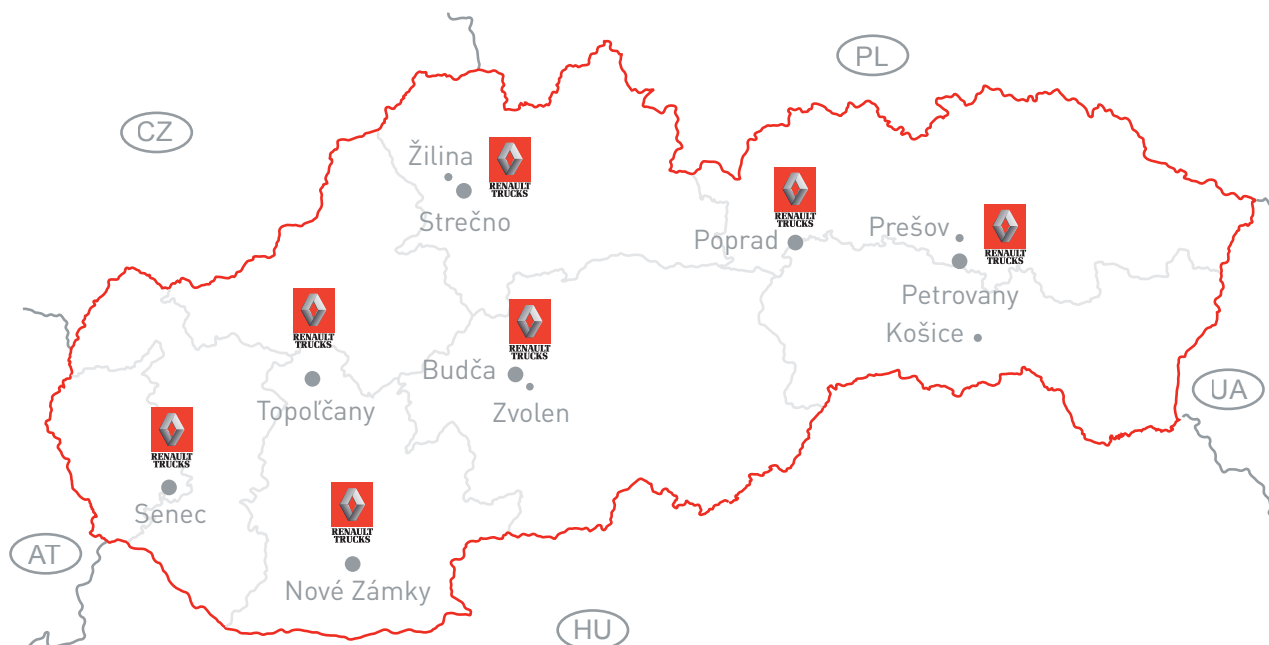 PL
CZ
Žilina
RENAULT
TRUCKS
Strečno
RENAULT
TRUCKS
Poprad
Prešov
RENAULT
TRUCKS
Petrovany
Košice
RENAULT
TRUCKS
Topoľčany
RENAULT
TRUCKS
Budča
Zvolen
UA
RENAULT
TRUCKS
Senec
RENAULT
TRUCKS
Nové Zámky
AT
HU